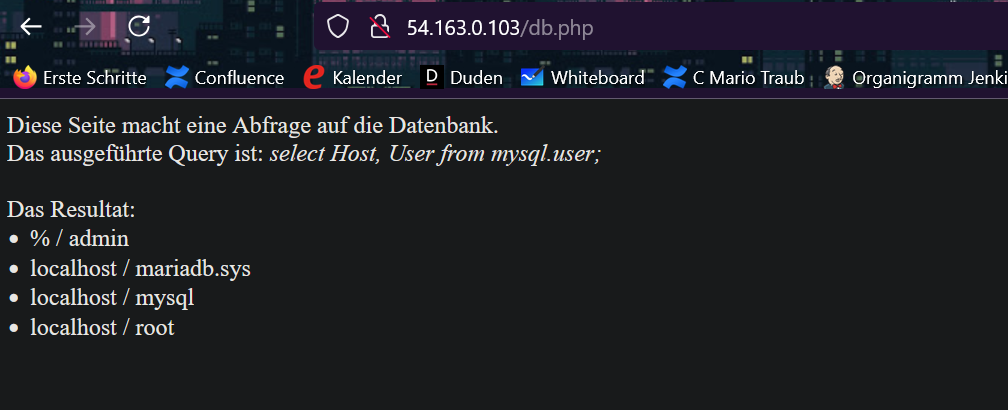 54.163.0.103/db.php
Erste Schritte Confluence Kalender D Duden Whiteboard C Mario Traub Organigramm Jenki
Diese Seite macht eine Abfrage auf die Datenbank.
Das ausgeführte Query ist: select Host, User from mysql.user;
Das Resultat:
• % / admin
• localhost / mariadb.sys
• localhost / mysql
• localhost / root